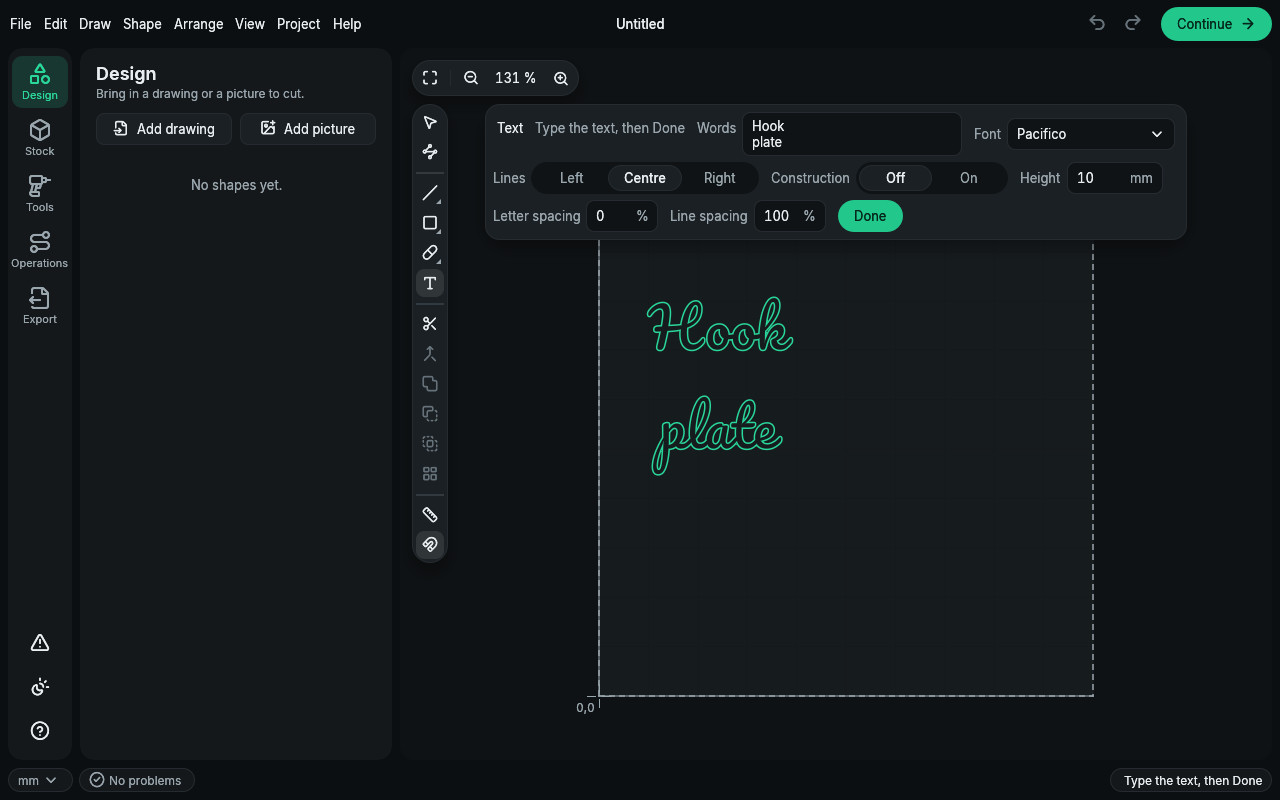 File Edit Draw Shape Arrange View Project Help
Untitled
Continue
Design
Stock
Tools
Operations
Export
Design
Bring in a drawing or a picture to cut.
Add drawing
Add picture
No shapes yet.
131 %
Text Type the text, then Done Words
Hook
plate
Font Pacifico
Lines Left Centre Right Construction Off On Height 10 mm
Letter spacing 0 % Line spacing 100 % Done
Hook
plate
0,0
mm
No problems
Type the text, then Done